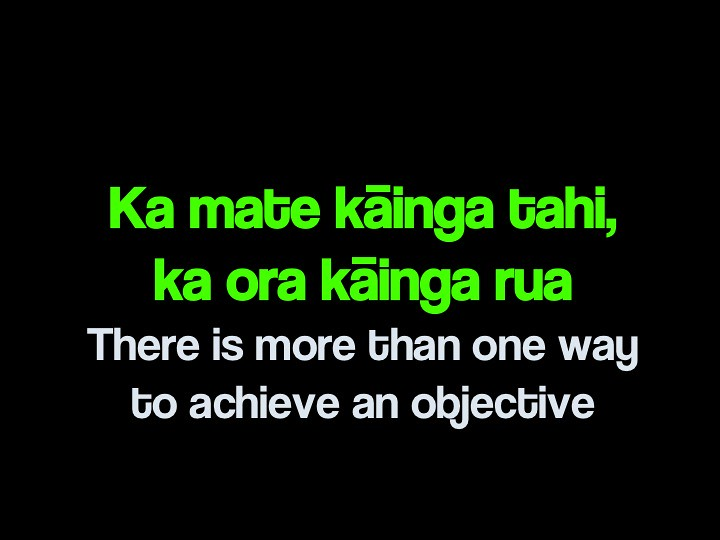 Ka mate kāinga tahi,
ka ora kāinga rua
There is more than one way
to achieve an objective